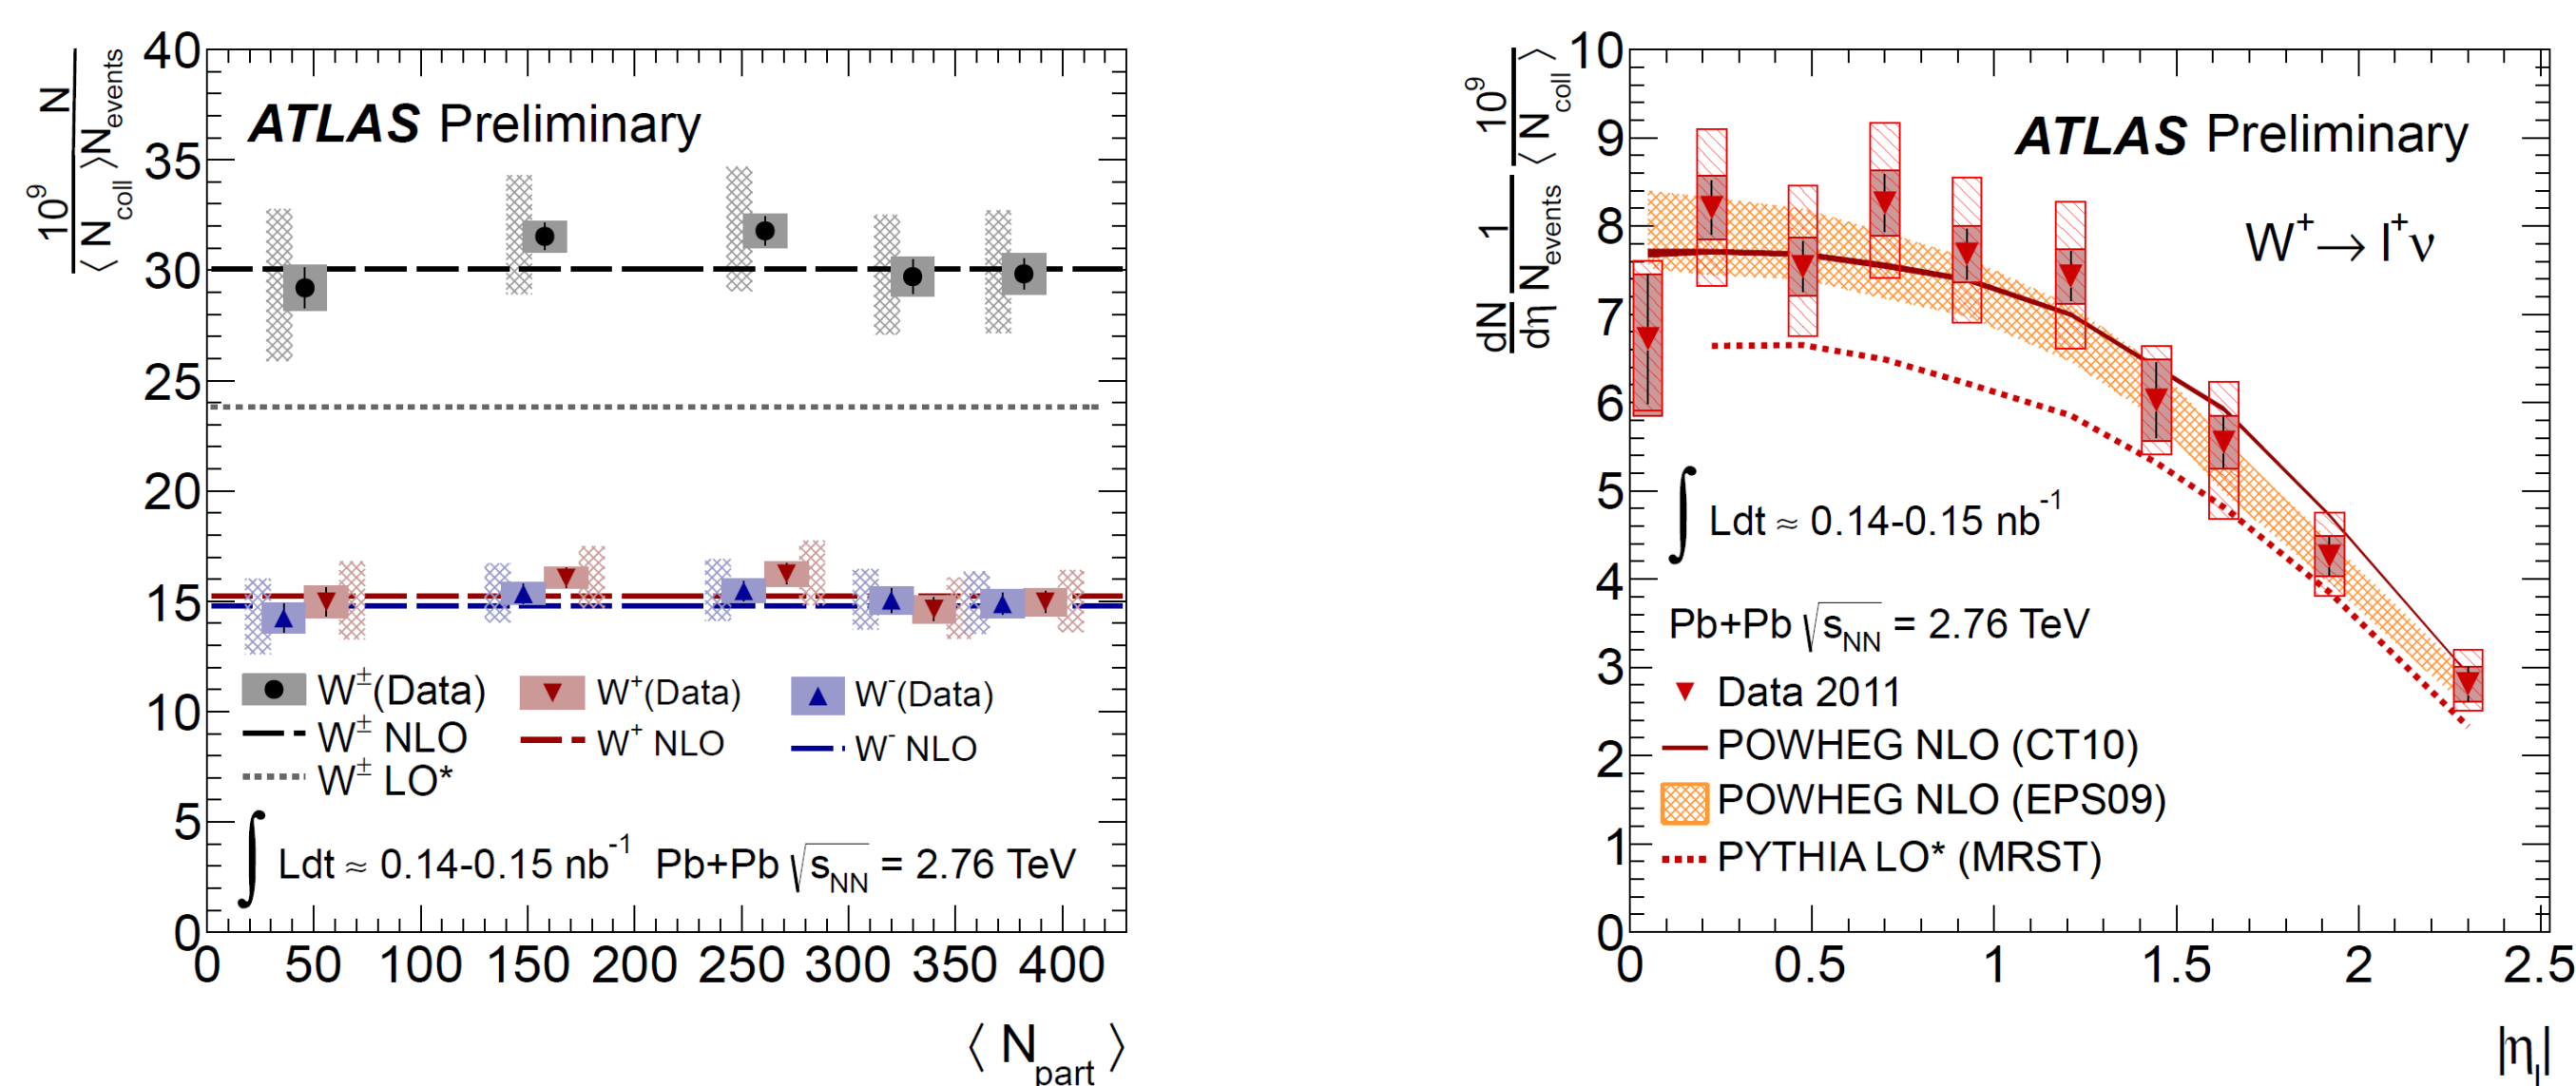 10⁹ N
⟨ N_coll ⟩ N_events
40
35
30
25
20
15
10
5
0
ATLAS Preliminary
W±(Data) W⁺(Data) W⁻(Data)
W± NLO W⁺ NLO W⁻ NLO
W± LO*
∫ Ldt ≈ 0.14-0.15 nb⁻¹ Pb+Pb √s_NN = 2.76 TeV
0 50 100 150 200 250 300 350 400
⟨ N_part ⟩
dN 1 10⁹
dη N_events ⟨ N_coll ⟩
10
9
8
7
6
5
4
3
2
1
0
ATLAS Preliminary
W⁺→ l⁺ν
∫ Ldt ≈ 0.14-0.15 nb⁻¹
Pb+Pb √s_NN = 2.76 TeV
Data 2011
POWHEG NLO (CT10)
POWHEG NLO (EPS09)
PYTHIA LO* (MRST)
0 0.5 1 1.5 2 2.5
|η_l|